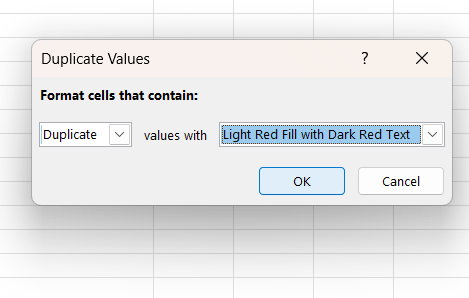 Duplicate Values
Format cells that contain:
Duplicate values with Light Red Fill with Dark Red Text
OK Cancel